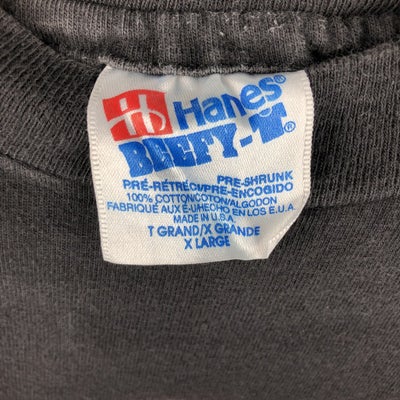 Hanes®
BEEFY-T®
PRE-SHRUNK
PRÉ-RÉTRÉCI/PRE-ENCOGIDO
100% COTTON/COTON/ALGODON
FABRIQUÉ AUX É-U/HECHO EN LOS E.U.A.
MADE IN U.S.A.
T GRAND/X GRANDE
X LARGE